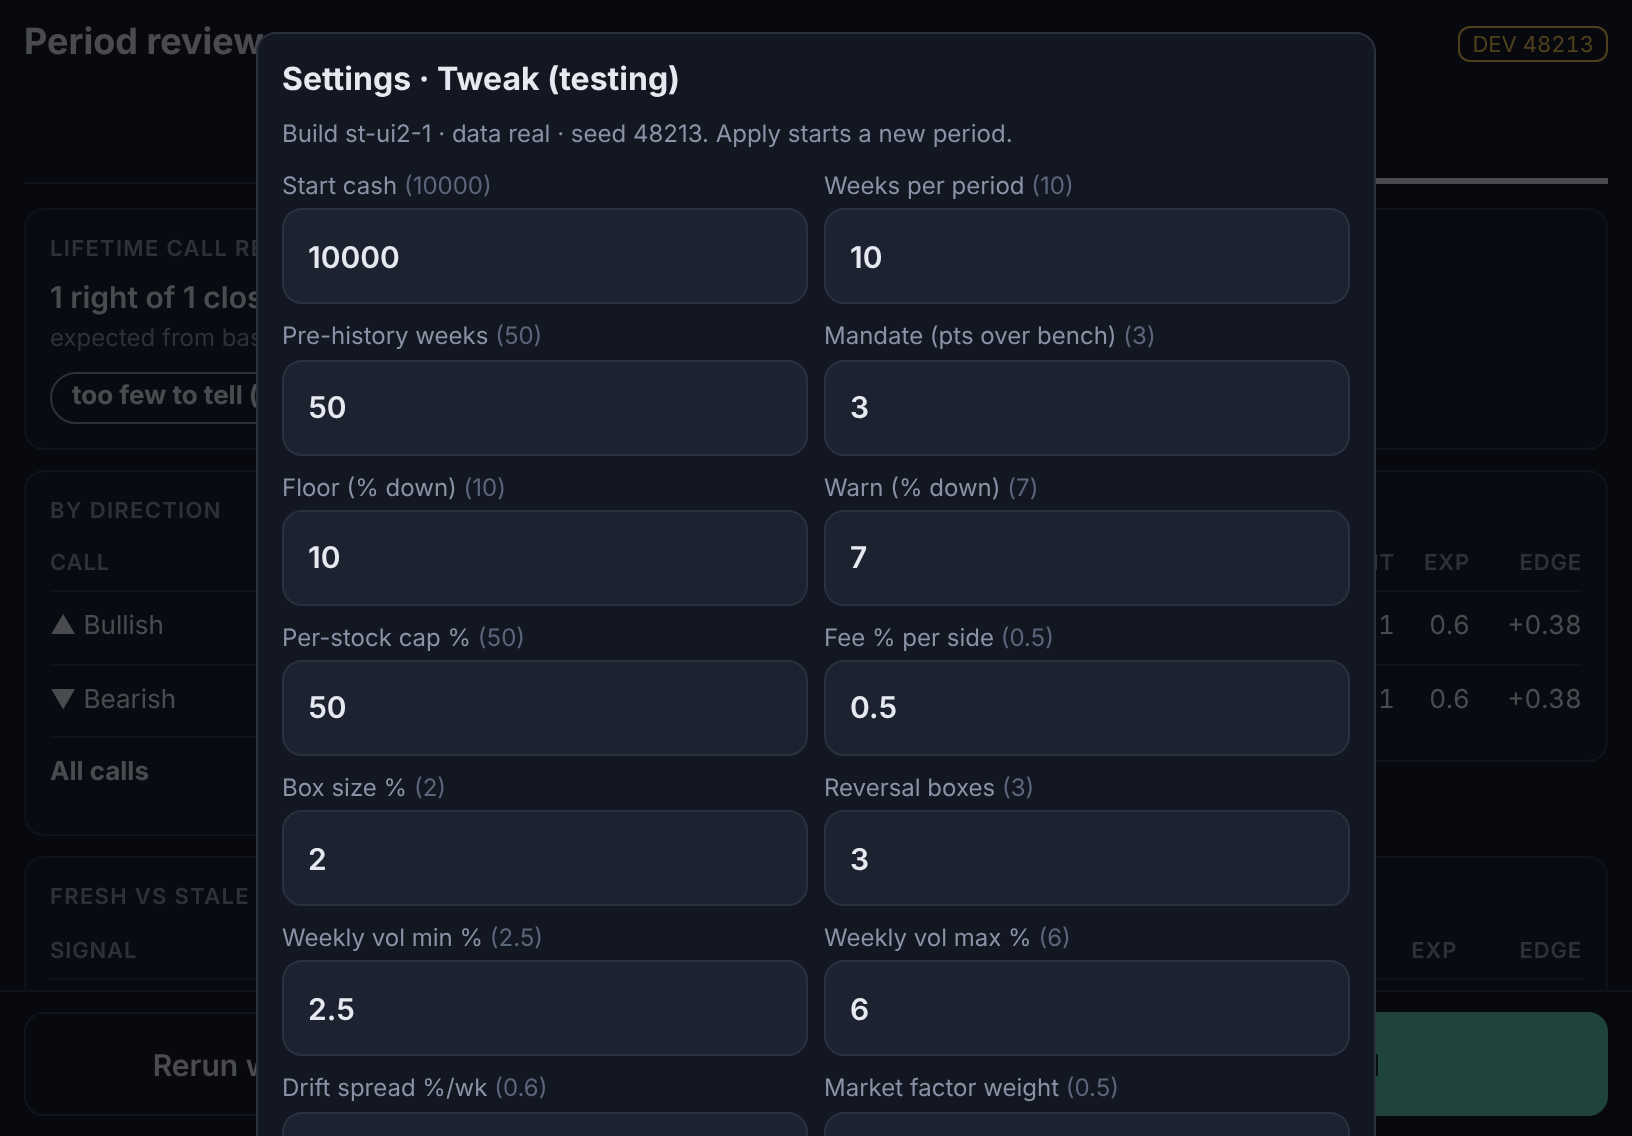 Period review
DEV 48213
Settings · Tweak (testing)
Build st-ui2-1 · data real · seed 48213. Apply starts a new period.
Start cash (10000)
Weeks per period (10)
10000
10
Pre-history weeks (50)
Mandate (pts over bench) (3)
50
3
Floor (% down) (10)
Warn (% down) (7)
10
7
Per-stock cap % (50)
Fee % per side (0.5)
50
0.5
Box size % (2)
Reversal boxes (3)
2
3
Weekly vol min % (2.5)
Weekly vol max % (6)
2.5
6
Drift spread %/wk (0.6)
Market factor weight (0.5)
LIFETIME CALL
1 right of 1
expected from
too few to tell (
BY DIRECTION
CALL
▲ Bullish
▼ Bearish
All calls
EXP EDGE
1 0.6 +0.38
1 0.6 +0.38
FRESH VS STALE
SIGNAL
EXP EDGE
Rerun